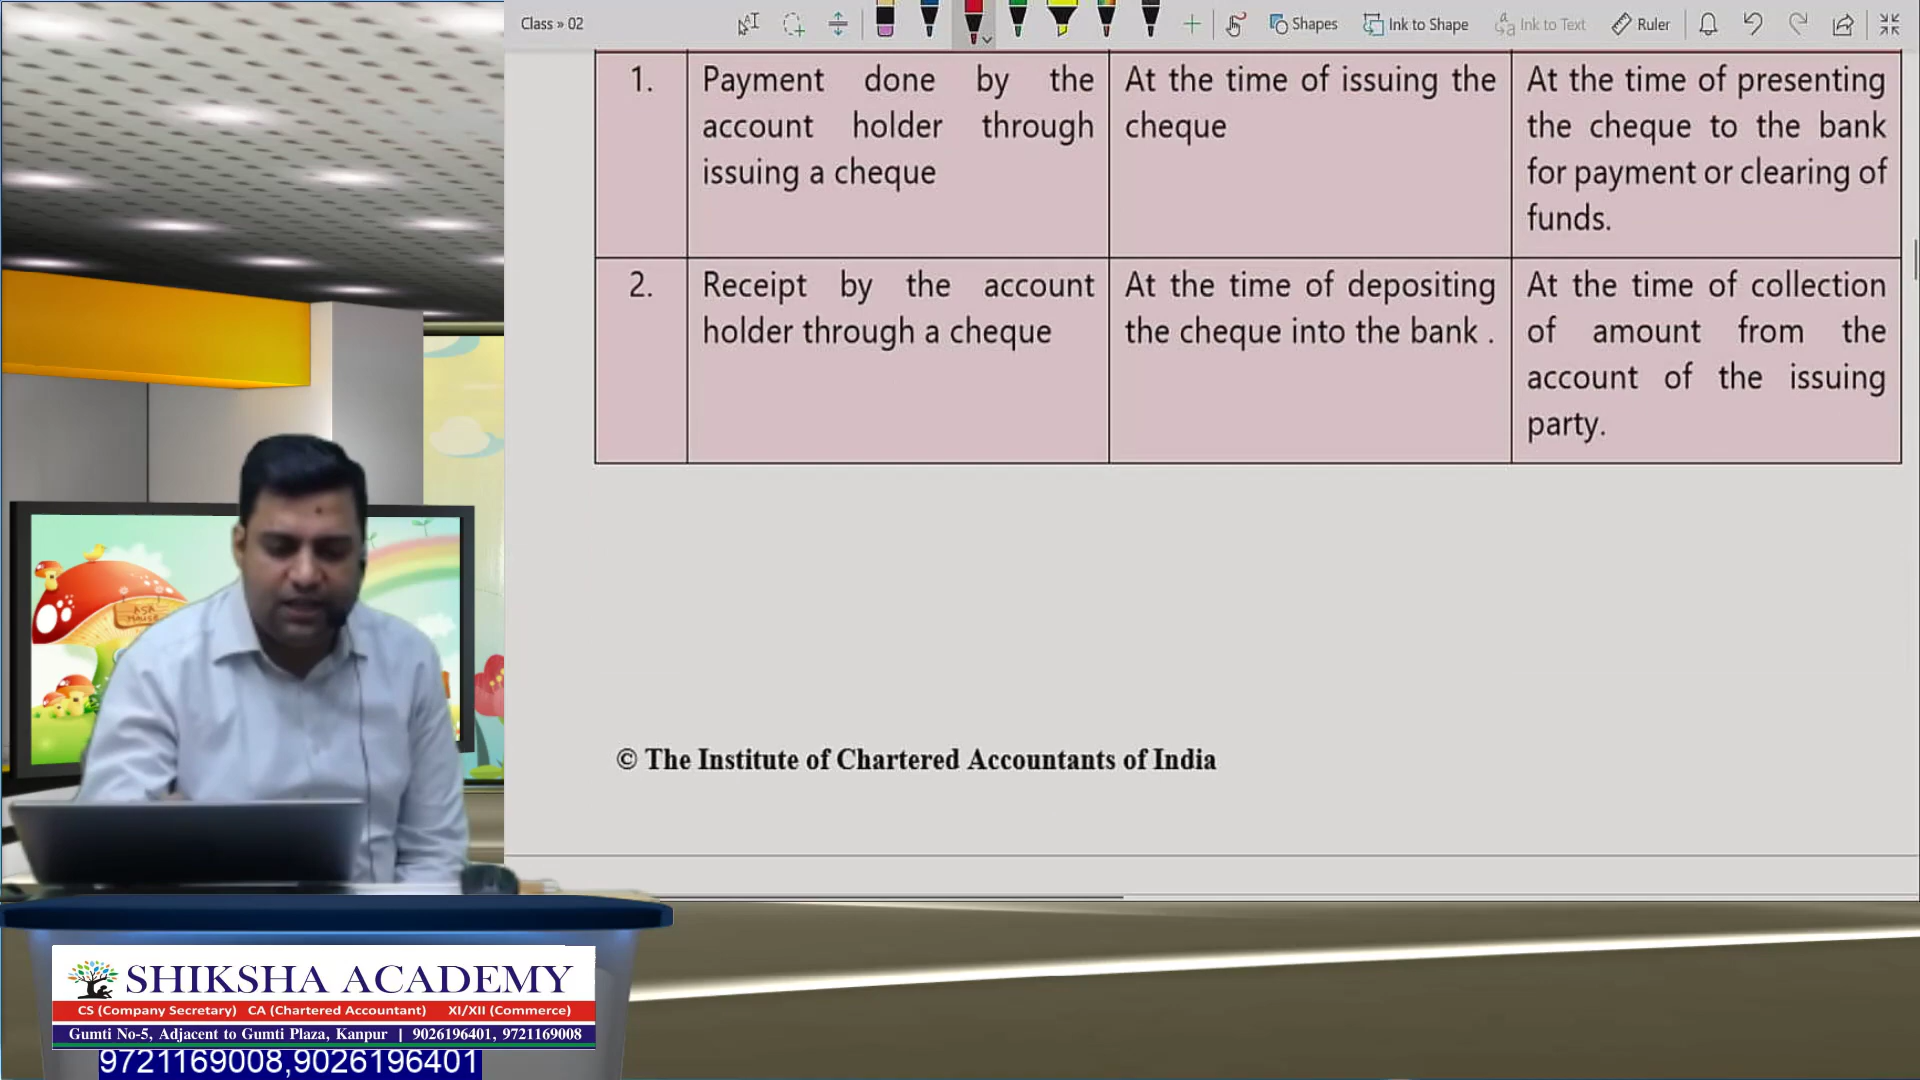 Class » 02
Shapes
Ink to Shape
Ink to Text
Ruler
1.
Payment done by the
account holder through
issuing a cheque
At the time of issuing the
cheque
At the time of presenting
the cheque to the bank
for payment or clearing of
funds.
2.
Receipt by the account
holder through a cheque
At the time of depositing
the cheque into the bank .
At the time of collection
of amount from the
account of the issuing
party.
© The Institute of Chartered Accountants of India
SHIKSHA ACADEMY
CS (Company Secretary) CA (Chartered Accountant) XI/XII (Commerce)
Gumti No-5, Adjacent to Gumti Plaza, Kanpur | 9026196401, 9721169008
9721169008,9026196401